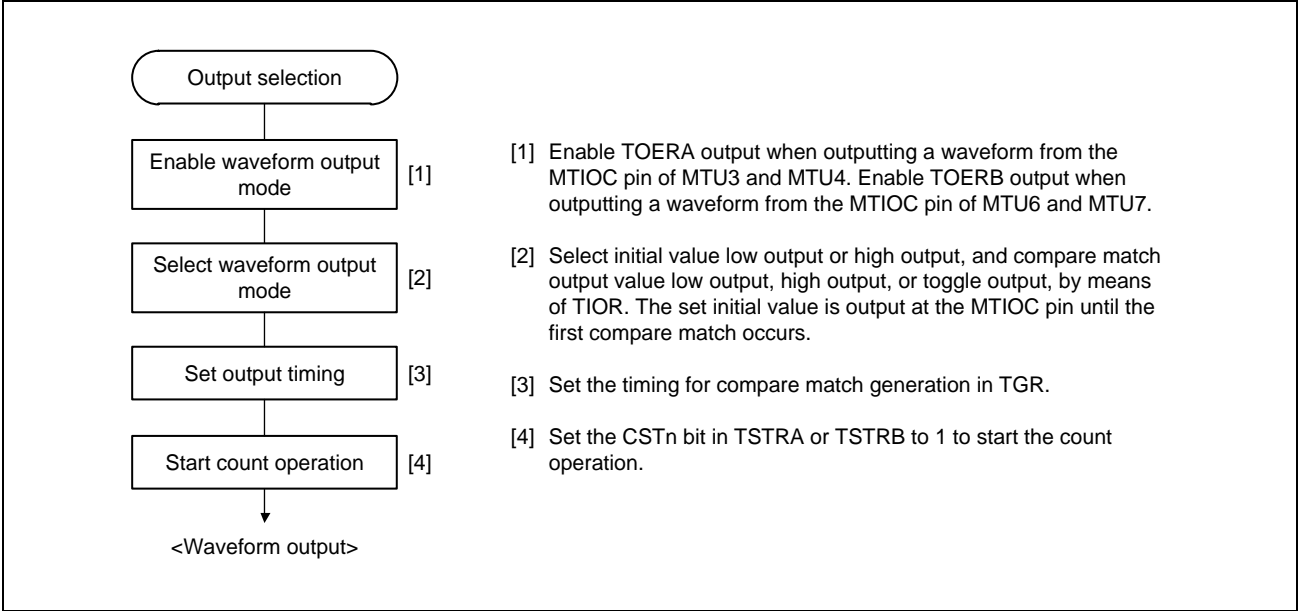 Output selection
Enable waveform output
mode
[1]
Select waveform output
mode
[2]
Set output timing
[3]
Start count operation
[4]
<Waveform output>
[1] Enable TOERA output when outputting a waveform from the
MTIOC pin of MTU3 and MTU4. Enable TOERB output when
outputting a waveform from the MTIOC pin of MTU6 and MTU7.
[2] Select initial value low output or high output, and compare match
output value low output, high output, or toggle output, by means
of TIOR. The set initial value is output at the MTIOC pin until the
first compare match occurs.
[3] Set the timing for compare match generation in TGR.
[4] Set the CSTn bit in TSTRA or TSTRB to 1 to start the count
operation.